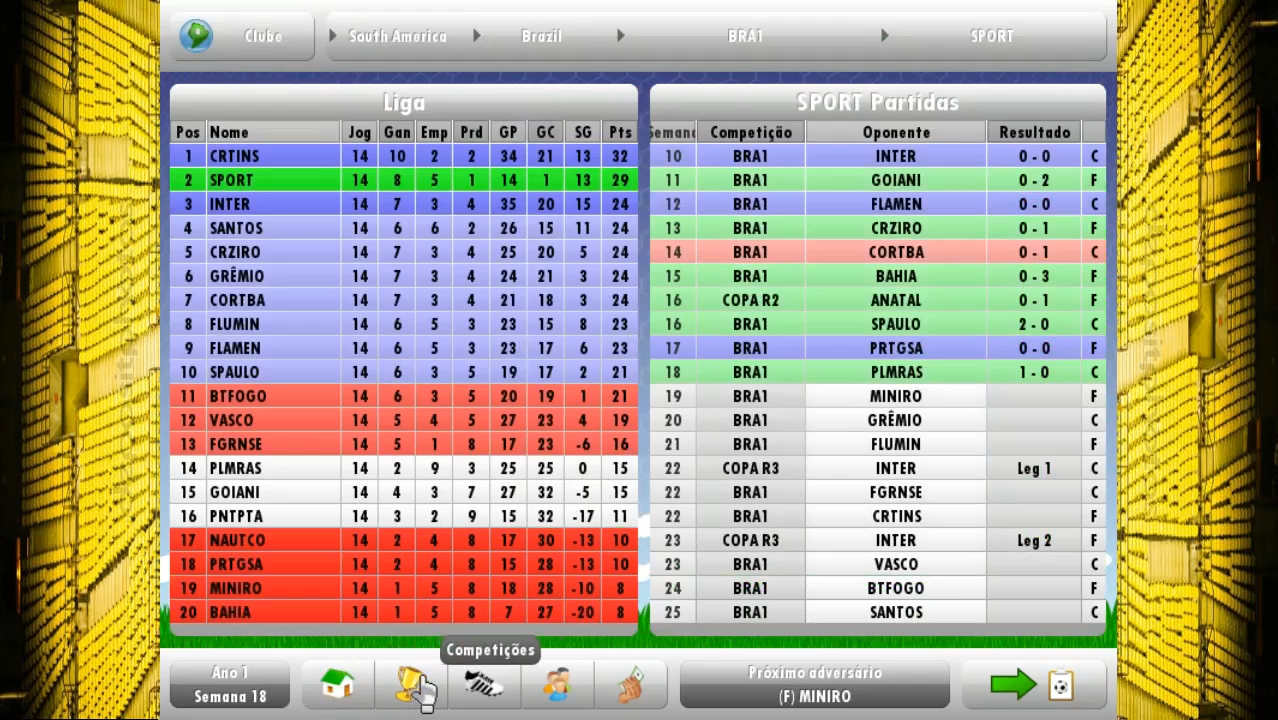 Clube South America Brazil BRA1 SPORT
Liga
Pos Nome Jog Gan Emp Prd GP GC SG Pts
1 CRTINS 14 10 2 2 34 21 13 32
2 SPORT 14 8 5 1 14 1 13 29
3 INTER 14 7 3 4 35 20 15 24
4 SANTOS 14 6 6 2 26 15 11 24
5 CRZIRO 14 7 3 4 25 20 5 24
6 GRÊMIO 14 7 3 4 24 21 3 24
7 CORTBA 14 7 3 4 21 18 3 24
8 FLUMIN 14 6 5 3 23 15 8 23
9 FLAMEN 14 6 5 3 23 17 6 23
10 SPAULO 14 6 3 5 19 17 2 21
11 BTFOGO 14 6 3 5 20 19 1 21
12 VASCO 14 5 4 5 27 23 4 19
13 FGRNSE 14 5 1 8 17 23 -6 16
14 PLMRAS 14 2 9 3 25 25 0 15
15 GOIANI 14 4 3 7 27 32 -5 15
16 PNTPTA 14 3 2 9 15 32 -17 11
17 NAUTCO 14 2 4 8 17 30 -13 10
18 PRTGSA 14 2 4 8 15 28 -13 10
19 MINIRO 14 1 5 8 18 28 -10 8
20 BAHIA 14 1 5 8 7 27 -20 8
SPORT Partidas
Semana Competição Oponente Resultado
10 BRA1 INTER 0 - 0 C
11 BRA1 GOIANI 0 - 2 F
12 BRA1 FLAMEN 0 - 0 C
13 BRA1 CRZIRO 0 - 1 F
14 BRA1 CORTBA 0 - 1 C
15 BRA1 BAHIA 0 - 3 F
16 COPA R2 ANATAL 0 - 1 F
16 BRA1 SPAULO 2 - 0 C
17 BRA1 PRTGSA 0 - 0 F
18 BRA1 PLMRAS 1 - 0 C
19 BRA1 MINIRO F
20 BRA1 GRÊMIO C
21 BRA1 FLUMIN F
22 COPA R3 INTER Leg 1 C
22 BRA1 FGRNSE C
22 BRA1 CRTINS F
23 COPA R3 INTER Leg 2 F
23 BRA1 VASCO C
24 BRA1 BTFOGO F
25 BRA1 SANTOS C
Competições
Ano 1
Semana 18
Próximo adversário
(F) MINIRO